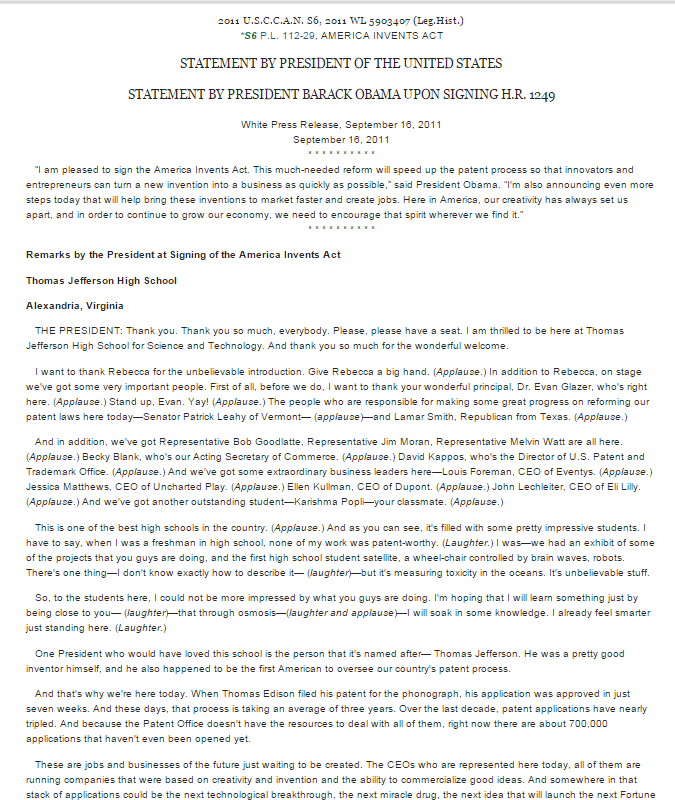 2011 U.S.C.C.A.N. S6, 2011 WL 5903407 (Leg.Hist.)
*S6 P.L. 112-29, AMERICA INVENTS ACT
STATEMENT BY PRESIDENT OF THE UNITED STATES
STATEMENT BY PRESIDENT BARACK OBAMA UPON SIGNING H.R. 1249
White Press Release, September 16, 2011
September 16, 2011
* * * * * * * * * *
“I am pleased to sign the America Invents Act. This much-needed reform will speed up the patent process so that innovators and
entrepreneurs can turn a new invention into a business as quickly as possible,” said President Obama. “I'm also announcing even more
steps today that will help bring these inventions to market faster and create jobs. Here in America, our creativity has always set us
apart, and in order to continue to grow our economy, we need to encourage that spirit wherever we find it.”
* * * * * * * * * *
Remarks by the President at Signing of the America Invents Act
Thomas Jefferson High School
Alexandria, Virginia
THE PRESIDENT: Thank you. Thank you so much, everybody. Please, please have a seat. I am thrilled to be here at Thomas
Jefferson High School for Science and Technology. And thank you so much for the wonderful welcome.
I want to thank Rebecca for the unbelievable introduction. Give Rebecca a big hand. (Applause.) In addition to Rebecca, on stage
we've got some very important people. First of all, before we do, I want to thank your wonderful principal, Dr. Evan Glazer, who's right
here. (Applause.) Stand up, Evan. Yay! (Applause.) The people who are responsible for making some great progress on reforming our
patent laws here today—Senator Patrick Leahy of Vermont— (applause)—and Lamar Smith, Republican from Texas. (Applause.)
And in addition, we've got Representative Bob Goodlatte, Representative Jim Moran, Representative Melvin Watt are all here.
(Applause.) Becky Blank, who's our Acting Secretary of Commerce. (Applause.) David Kappos, who's the Director of U.S. Patent and
Trademark Office. (Applause.) And we've got some extraordinary business leaders here—Louis Foreman, CEO of Eventys. (Applause.)
Jessica Matthews, CEO of Uncharted Play. (Applause.) Ellen Kullman, CEO of Dupont. (Applause.) John Lechleiter, CEO of Eli Lilly.
(Applause.) And we've got another outstanding student—Karishma Popli—your classmate. (Applause.)
This is one of the best high schools in the country. (Applause.) And as you can see, it's filled with some pretty impressive students. I
have to say, when I was a freshman in high school, none of my work was patent-worthy. (Laughter.) I was—we had an exhibit of some
of the projects that you guys are doing, and the first high school student satellite, a wheel-chair controlled by brain waves, robots.
There's one thing—I don't know exactly how to describe it— (laughter)—but it's measuring toxicity in the oceans. It's unbelievable stuff.
So, to the students here, I could not be more impressed by what you guys are doing. I'm hoping that I will learn something just by
being close to you— (laughter)—that through osmosis—(laughter and applause)—I will soak in some knowledge. I already feel smarter
just standing here. (Laughter.)
One President who would have loved this school is the person that it's named after— Thomas Jefferson. He was a pretty good
inventor himself, and he also happened to be the first American to oversee our country's patent process.
And that's why we're here today. When Thomas Edison filed his patent for the phonograph, his application was approved in just
seven weeks. And these days, that process is taking an average of three years. Over the last decade, patent applications have nearly
tripled. And because the Patent Office doesn't have the resources to deal with all of them, right now there are about 700,000
applications that haven't even been opened yet.
These are jobs and businesses of the future just waiting to be created. The CEOs who are represented here today, all of them are
running companies that were based on creativity and invention and the ability to commercialize good ideas. And somewhere in that
stack of applications could be the next technological breakthrough, the next miracle drug, the next idea that will launch the next Fortune